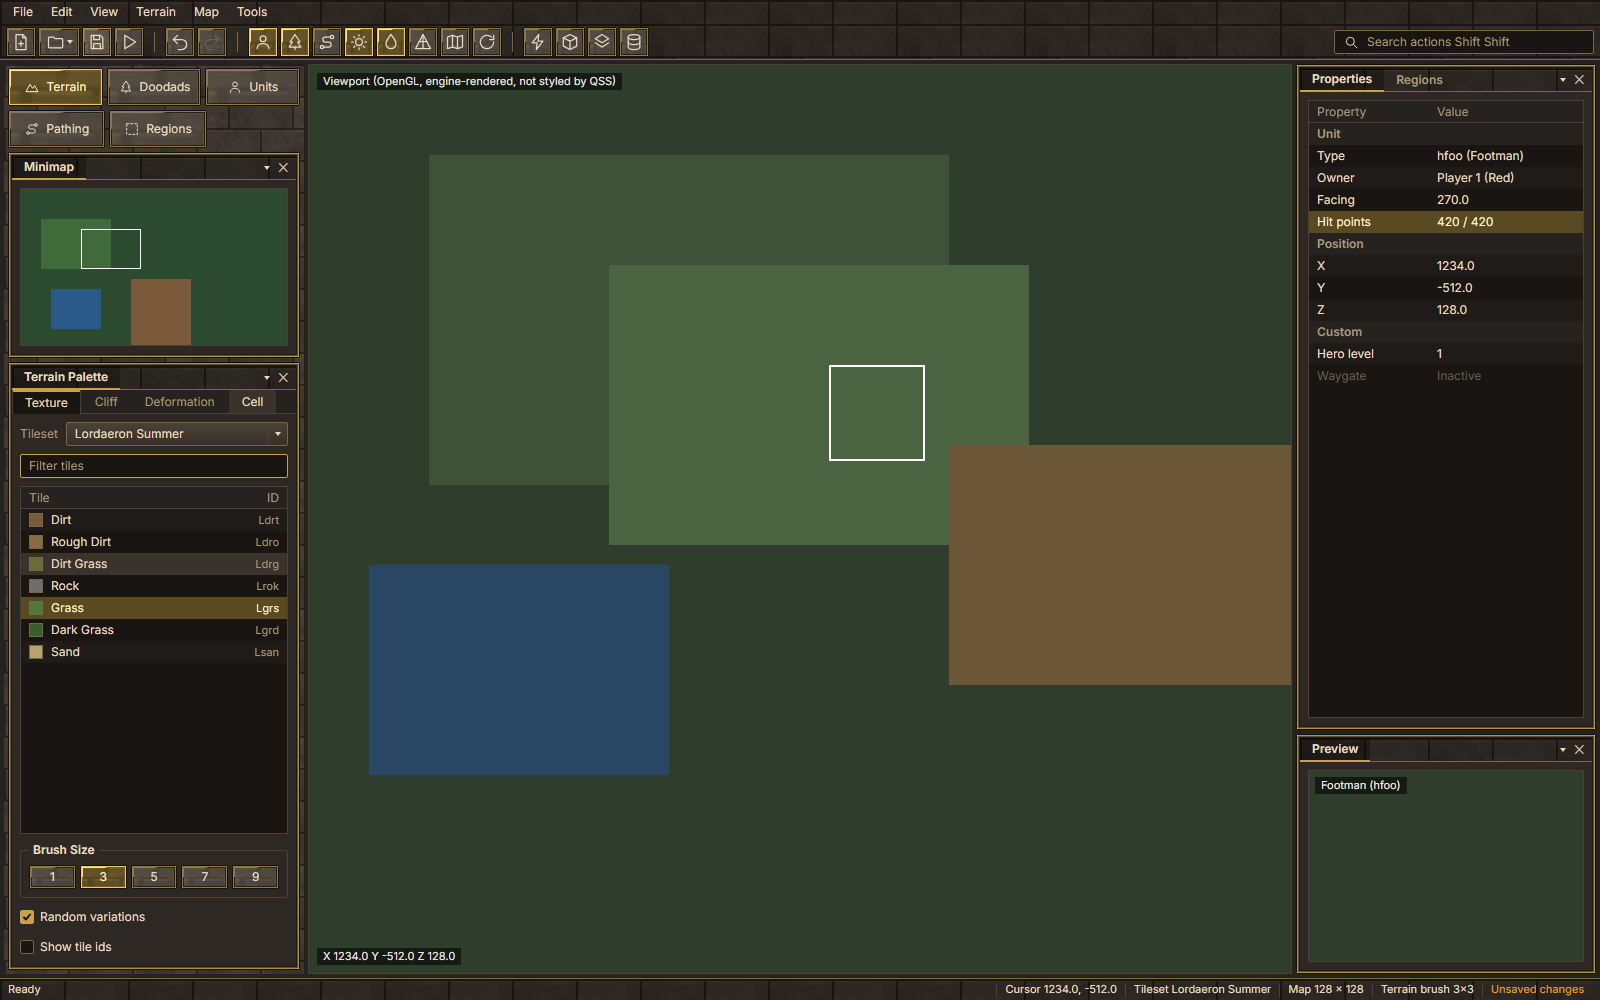 File Edit View Terrain Map Tools
Search actions Shift Shift
Terrain Doodads Units
Pathing Regions
Minimap
Terrain Palette
Texture Cliff Deformation Cell
Tileset Lordaeron Summer
Filter tiles
Tile ID
Dirt Ldrt
Rough Dirt Ldro
Dirt Grass Ldrg
Rock Lrok
Grass Lgrs
Dark Grass Lgrd
Sand Lsan
Brush Size
1 3 5 7 9
Random variations
Show tile ids
Viewport (OpenGL, engine-rendered, not styled by QSS)
X 1234.0 Y -512.0 Z 128.0
Properties Regions
Property Value
Unit
Type hfoo (Footman)
Owner Player 1 (Red)
Facing 270.0
Hit points 420 / 420
Position
X 1234.0
Y -512.0
Z 128.0
Custom
Hero level 1
Waygate Inactive
Preview
Footman (hfoo)
Ready Cursor 1234.0, -512.0 Tileset Lordaeron Summer Map 128 × 128 Terrain brush 3×3 Unsaved changes